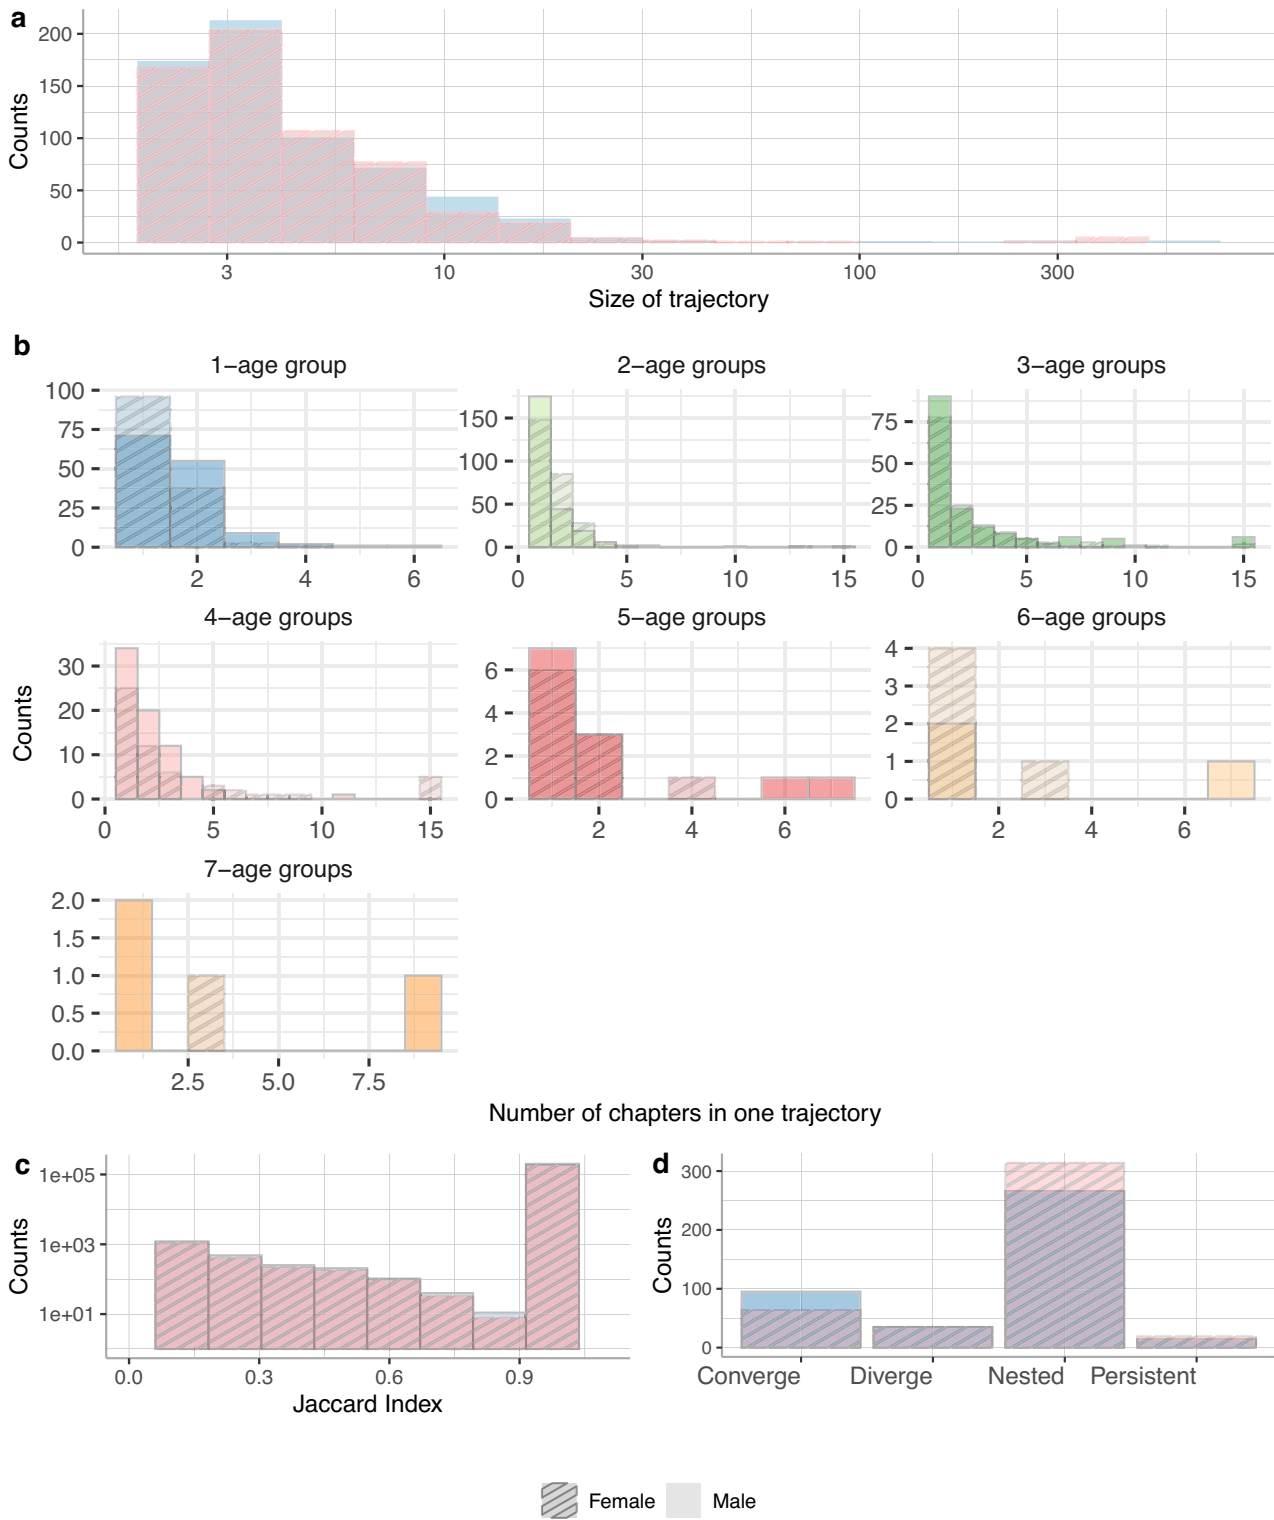 a
200
150
100
50
0
Counts
3
10
30
100
300
Size of trajectory
b
1−age group
2−age groups
3−age groups
100
75
50
25
0
2
4
6
150
100
50
0
0
5
10
15
75
50
25
0
0
5
10
15
4−age groups
5−age groups
6−age groups
Counts
30
20
10
0
0
5
10
15
6
4
2
0
2
4
6
4
3
2
1
0
2
4
6
7−age groups
2.0
1.5
1.0
0.5
0.0
2.5
5.0
7.5
Number of chapters in one trajectory
c
1e+05
1e+03
1e+01
Counts
0.0
0.3
0.6
0.9
Jaccard Index
d
300
200
100
0
Counts
Converge
Diverge
Nested
Persistent
Female
Male